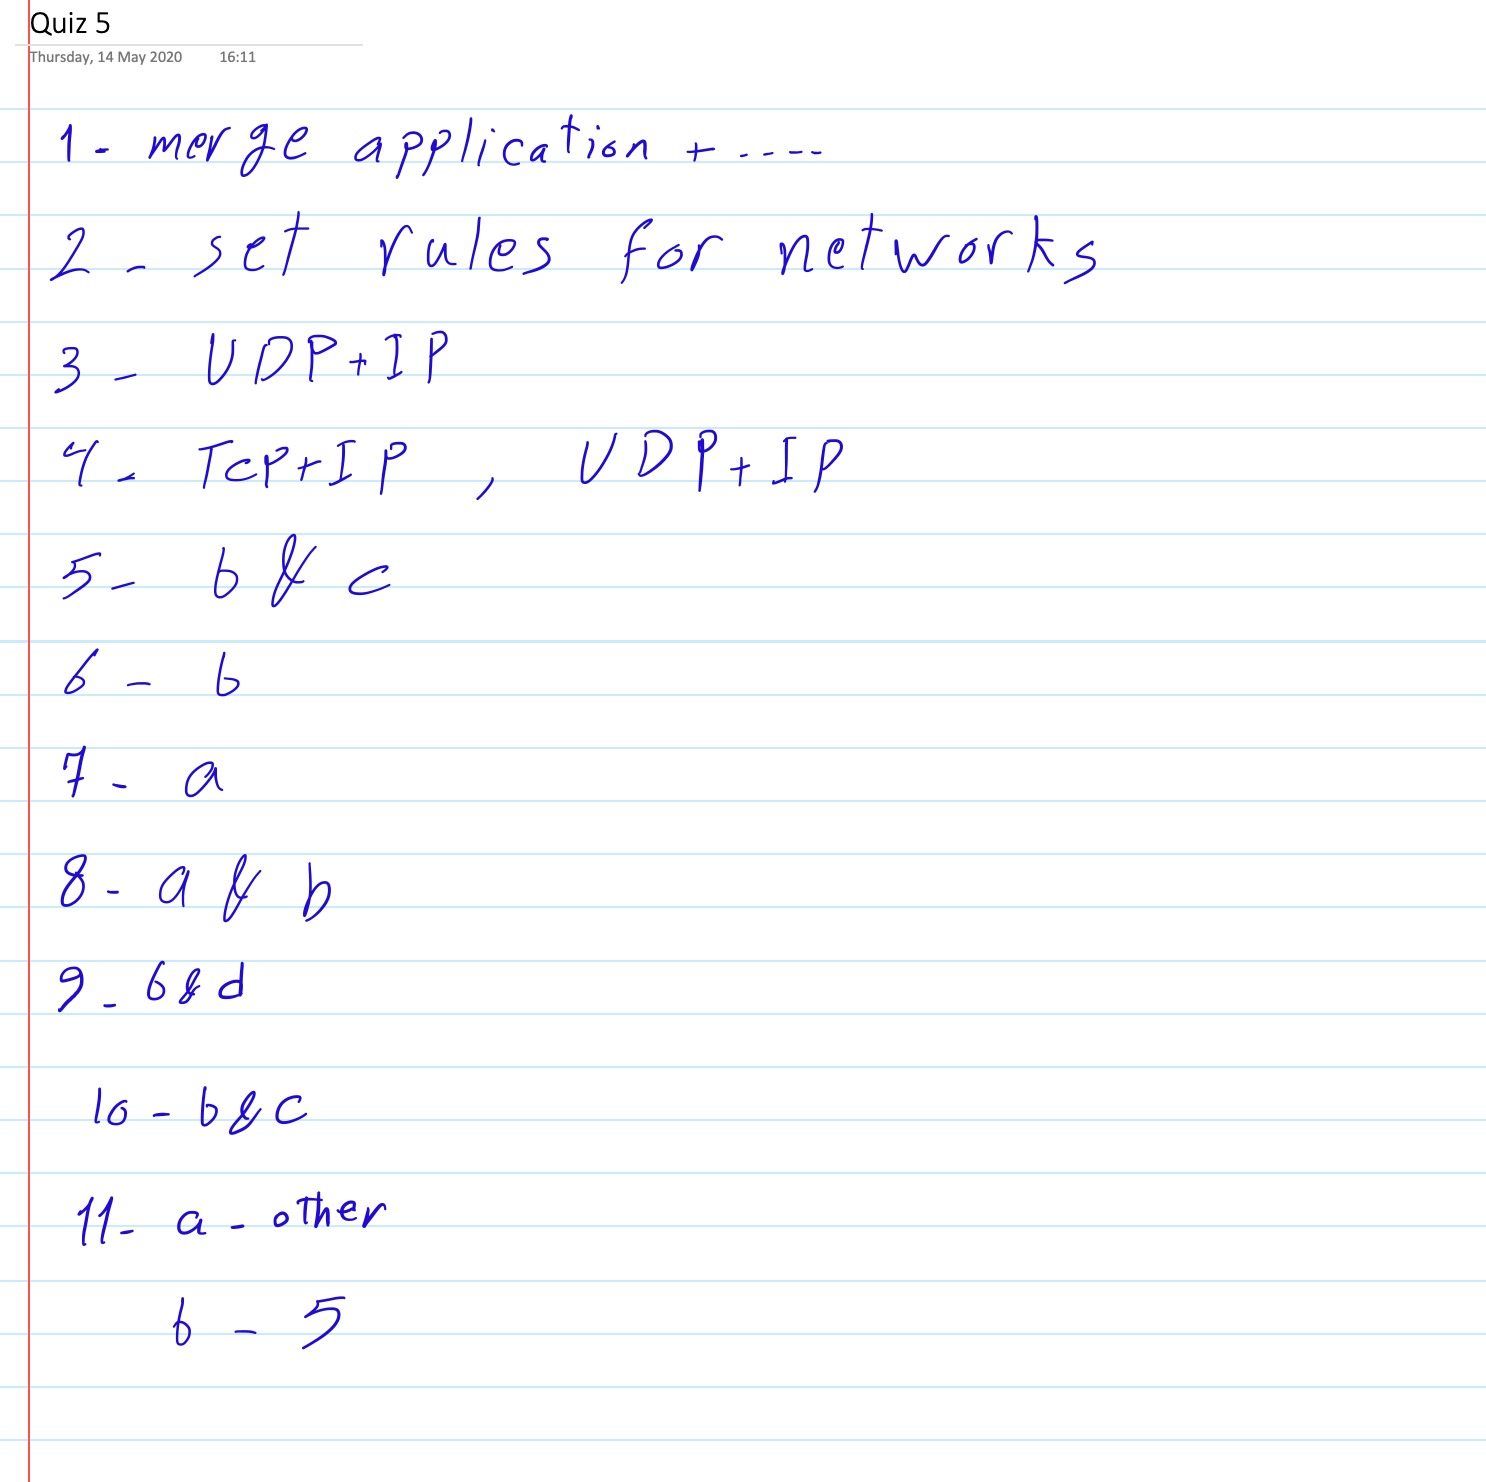 Quiz 5
Thursday, 14 May 2020 16:11
1- merge application + ....
2- set rules for networks
3- UDP+IP
4- TCP+IP , UDP+IP
5- b & c
6- b
7- a
8- a & b
9- b & d
10- b & c
11- a - other
b - 5